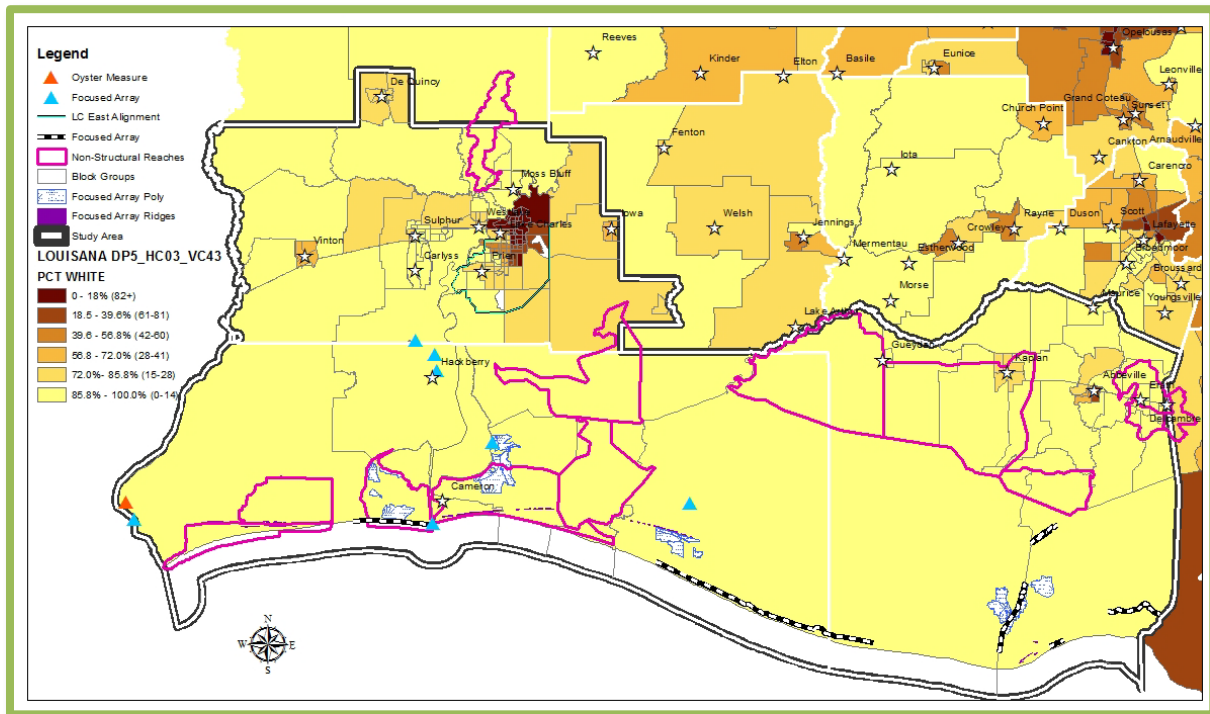 Legend
Oyster Measure
Focused Array
LC East Alignment
Focused Array
Non-Structural Reaches
Block Groups
Focused Array Poly
Focused Array Ridges
Study Area
LOUISANA DP5_HC03_VC43
PCT WHITE
0 - 18% (82+)
18.5 - 39.6% (61-81)
39.6 - 56.8% (42-60)
56.8 - 72.0% (28-41)
72.0%- 85.8% (15-28)
85.8% - 100.0% (0-14)
Reeves
Kinder
Elton
Basile
Eunice
Opelousas
Leonville
De Quincy
Church Point
Grand Coteau
Sunset
Arnaudville
Cankton
Carencro
Fenton
Iota
Moss Bluff
Sulphur
Charles
Iowa
Welsh
Jennings
Mermentau
Estherwood
Crowley
Rayne
Duson
Scott
Lafayette
Broadmoor
Broussard
Vinton
Carlyss
Prien
Morse
Maurice
Youngsville
Lake Arthur
Gueydan
Kaplan
Abbeville
Erath
Delcambre
Hackberry
Cameron
N
W
E
S